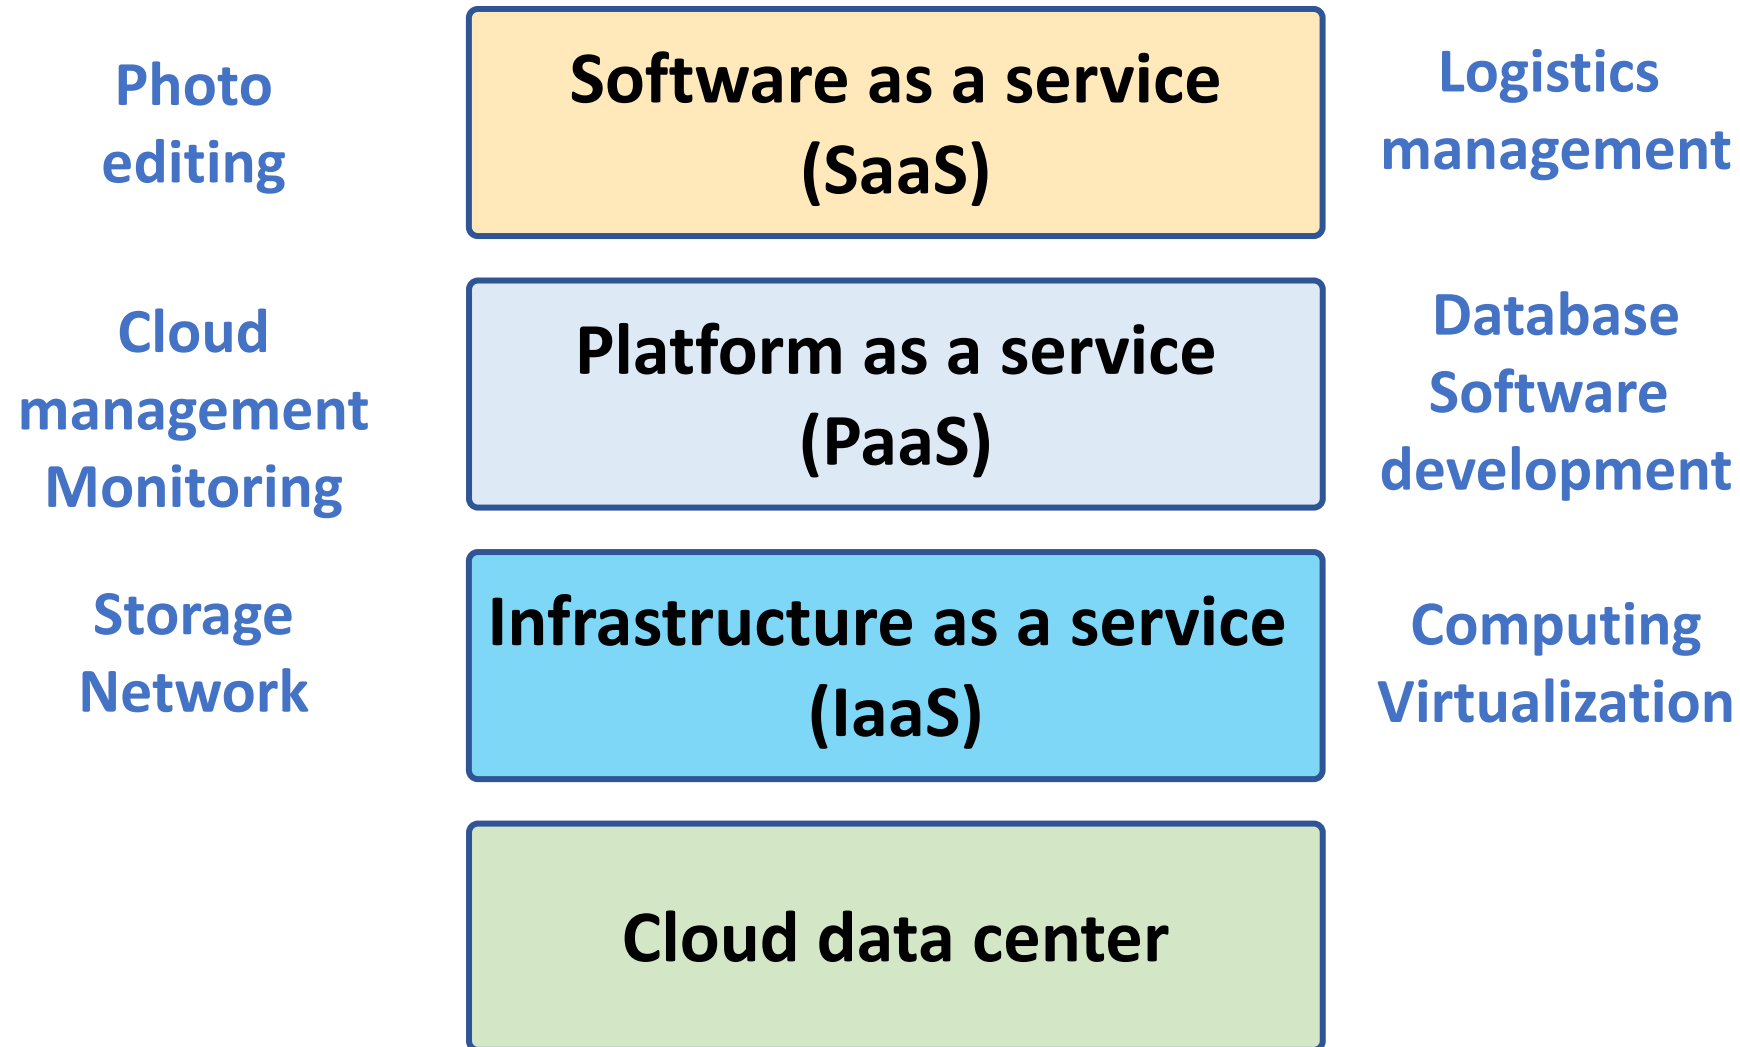 Photo
editing
Software as a service
(SaaS)
Logistics
management
Cloud
management
Monitoring
Platform as a service
(PaaS)
Database
Software
development
Storage
Network
Infrastructure as a service
(IaaS)
Computing
Virtualization
Cloud data center